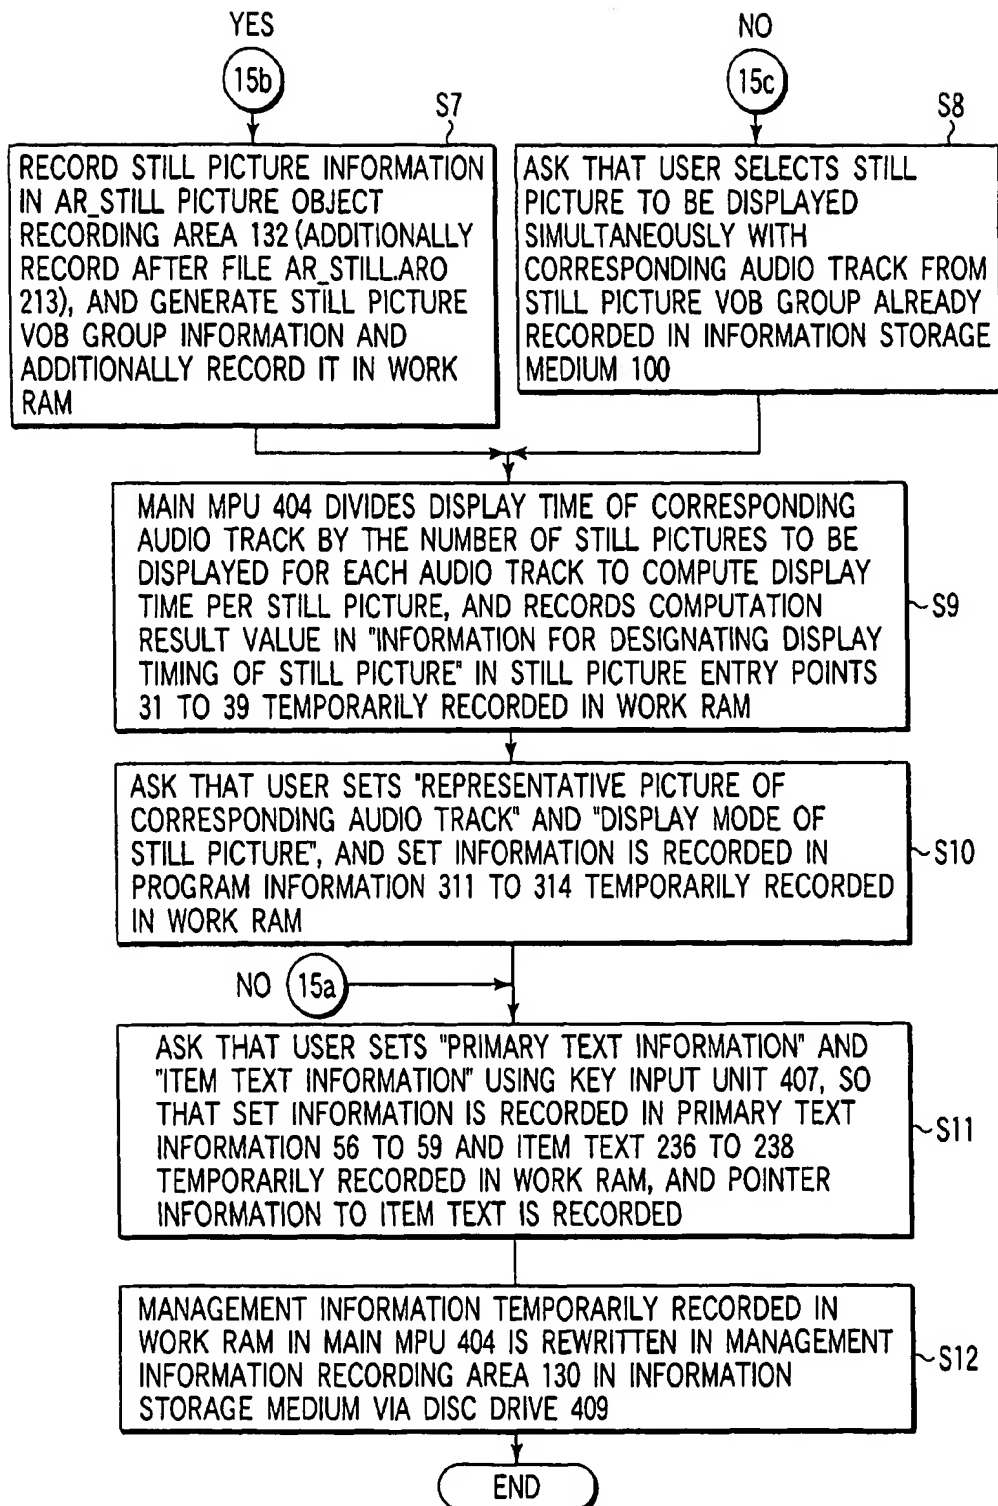 YES
15b
S7
RECORD STILL PICTURE INFORMATION
IN AR_STILL PICTURE OBJECT
RECORDING AREA 132 (ADDITIONALLY
RECORD AFTER FILE AR_STILL.ARO
213), AND GENERATE STILL PICTURE
VOB GROUP INFORMATION AND
ADDITIONALLY RECORD IT IN WORK
RAM
NO
15c
S8
ASK THAT USER SELECTS STILL
PICTURE TO BE DISPLAYED
SIMULTANEOUSLY WITH
CORRESPONDING AUDIO TRACK FROM
STILL PICTURE VOB GROUP ALREADY
RECORDED IN INFORMATION STORAGE
MEDIUM 100
MAIN MPU 404 DIVIDES DISPLAY TIME OF CORRESPONDING
AUDIO TRACK BY THE NUMBER OF STILL PICTURES TO BE
DISPLAYED FOR EACH AUDIO TRACK TO COMPUTE DISPLAY
TIME PER STILL PICTURE, AND RECORDS COMPUTATION
RESULT VALUE IN "INFORMATION FOR DESIGNATING DISPLAY
TIMING OF STILL PICTURE" IN STILL PICTURE ENTRY POINTS
31 TO 39 TEMPORARILY RECORDED IN WORK RAM
S9
ASK THAT USER SETS "REPRESENTATIVE PICTURE OF
CORRESPONDING AUDIO TRACK" AND "DISPLAY MODE OF
STILL PICTURE", AND SET INFORMATION IS RECORDED IN
PROGRAM INFORMATION 311 TO 314 TEMPORARILY RECORDED
IN WORK RAM
S10
NO 15a
ASK THAT USER SETS "PRIMARY TEXT INFORMATION" AND
"ITEM TEXT INFORMATION" USING KEY INPUT UNIT 407, SO
THAT SET INFORMATION IS RECORDED IN PRIMARY TEXT
INFORMATION 56 TO 59 AND ITEM TEXT 236 TO 238
TEMPORARILY RECORDED IN WORK RAM, AND POINTER
INFORMATION TO ITEM TEXT IS RECORDED
S11
MANAGEMENT INFORMATION TEMPORARILY RECORDED IN
WORK RAM IN MAIN MPU 404 IS REWRITTEN IN MANAGEMENT
INFORMATION RECORDING AREA 130 IN INFORMATION
STORAGE MEDIUM VIA DISC DRIVE 409
S12
END